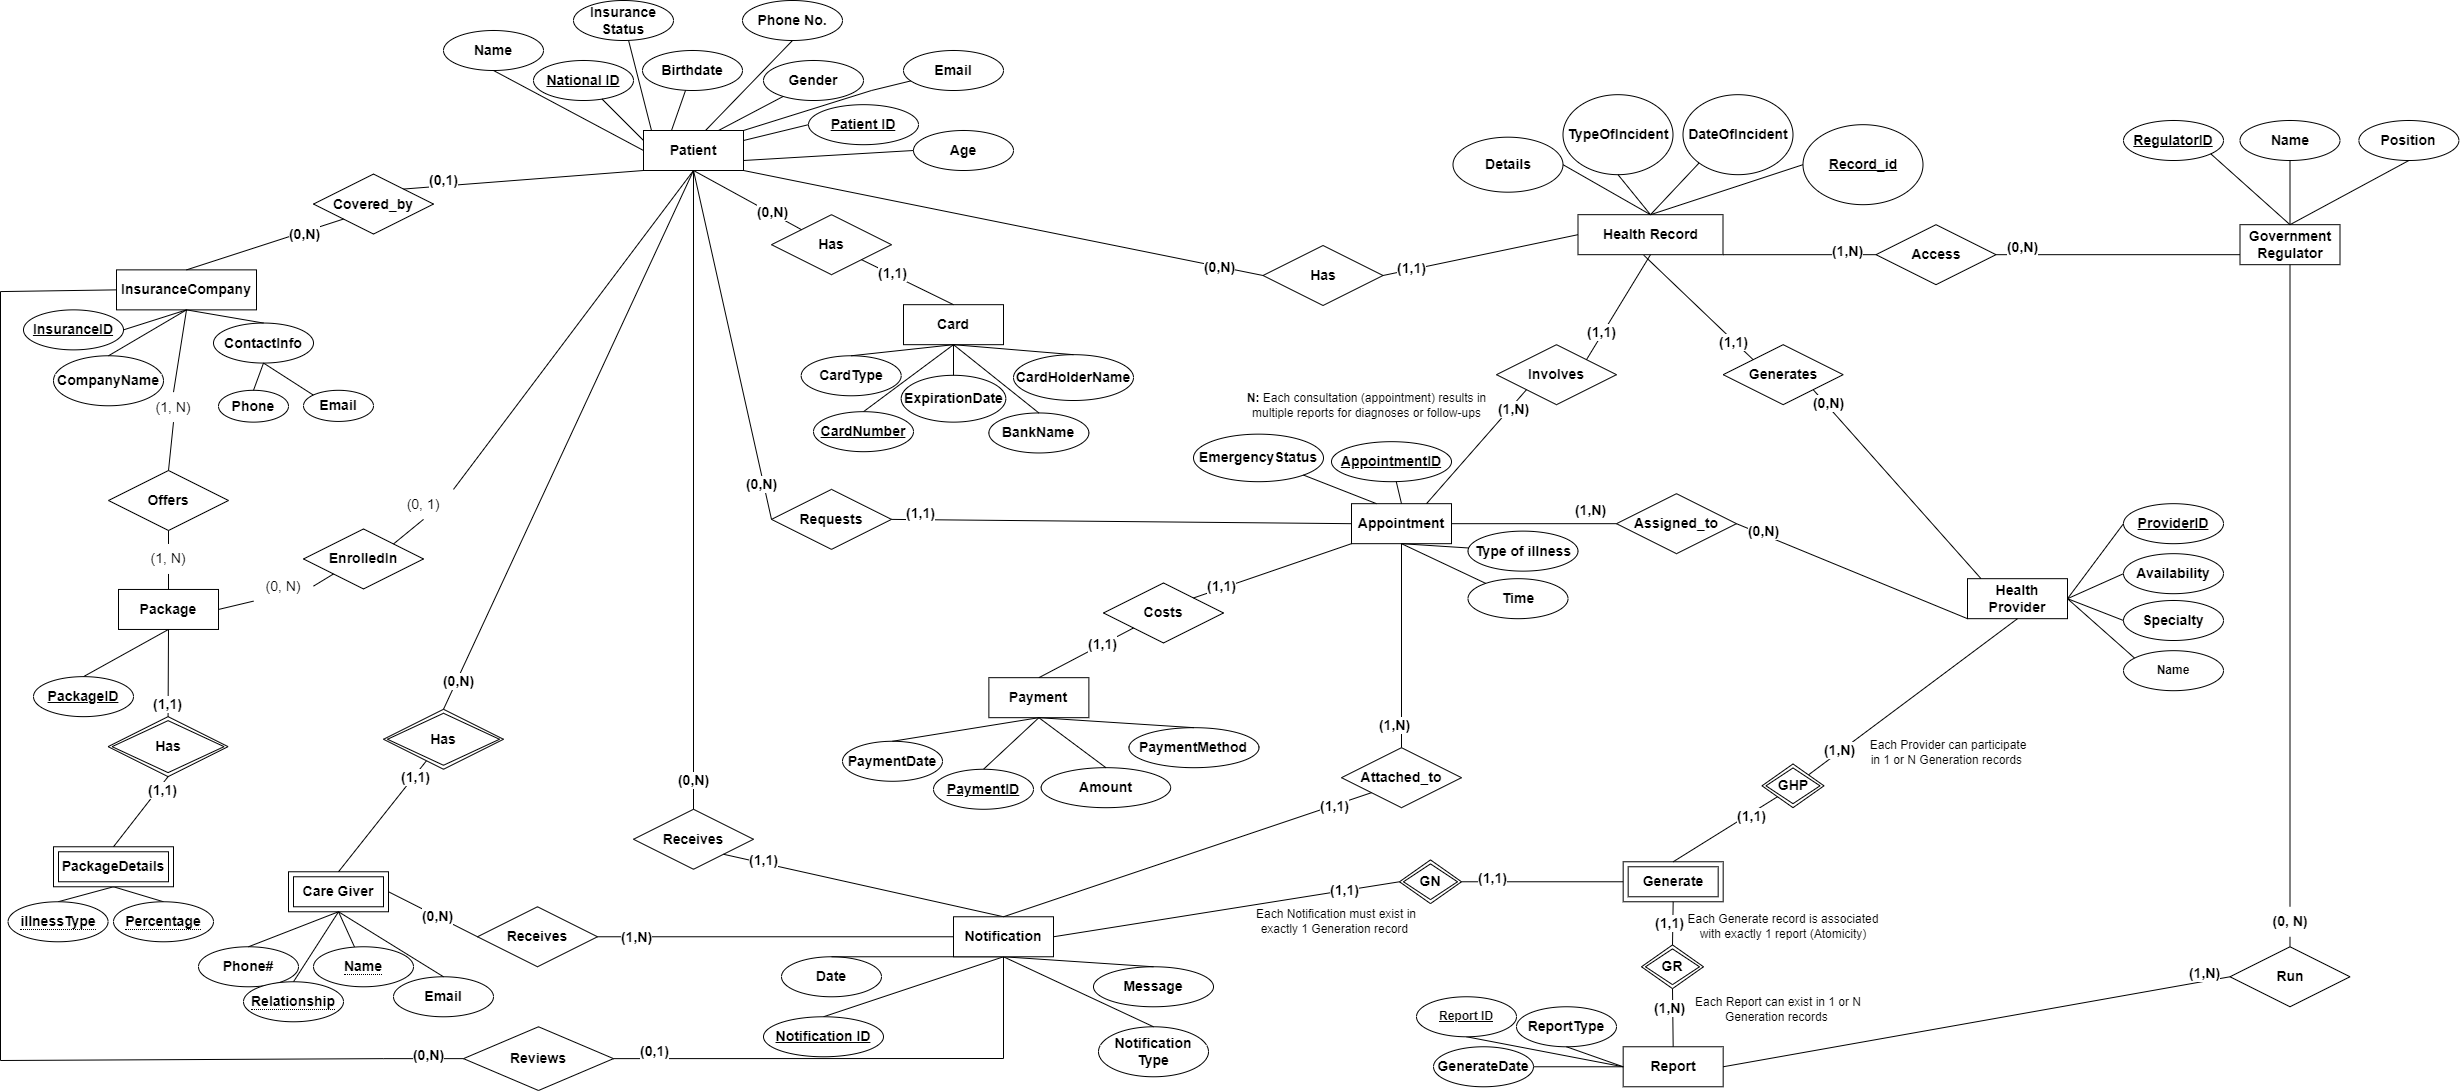 Insurance
Status
Phone No.
Name
National ID
Birthdate
Gender
Email
Patient ID
Patient
Age
Covered_by
(0,1)
(0,N)
InsuranceCompany
InsuranceID
CompanyName
ContactInfo
Phone
Email
(1, N)
Offers
(1, N)
Package
PackageID
(0, 1)
EnrolledIn
(0, N)
(1,1)
Has
(1,1)
PackageDetails
illnessType
Percentage
(0,N)
Has
(1,1)
Care Giver
Phone#
Name
Relationship
Email
(0,N)
Has
(1,1)
Card
CardType
CardHolderName
ExpirationDate
CardNumber
BankName
(0,N)
Has
(1,1)
TypeOfIncident
DateOfIncident
Details
Record_id
Health Record
(1,N)
Access
(0,N)
RegulatorID
Name
Position
Government
Regulator
(1,1)
Involves
(1,N)
(1,1)
Generates
(0,N)
N: Each consultation (appointment) results in
multiple reports for diagnoses or follow-ups
EmergencyStatus
AppointmentID
(0,N)
Requests
(1,1)
Appointment
(1,N)
Assigned_to
(0,N)
Type of illness
Time
ProviderID
Availability
Specialty
Name
Health
Provider
(1,1)
Costs
(1,1)
Payment
PaymentDate
PaymentID
Amount
PaymentMethod
(1,N)
Attached_to
(1,1)
(1,N)
Each Provider can participate
in 1 or N Generation records
GHP
(1,1)
(0,N)
Receives
(1,1)
(1,1)
GN
(1,1)
Generate
Each Notification must exist in
exactly 1 Generation record
(1,1)
Each Generate record is associated
with exactly 1 report (Atomicity)
GR
(1,N)
Each Report can exist in 1 or N
Generation records
(0,N)
Receives
(1,N)
Notification
Date
Notification ID
Message
Notification
Type
(0, N)
Run
(1,N)
Report ID
ReportType
GenerateDate
Report
(0,N)
Reviews
(0,1)